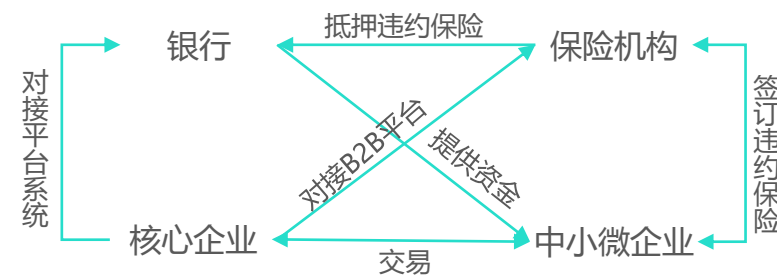 抵押违约保险
银行
保险机构
对接平台系统
对接B2B平台
提供资金
签订违约保险
核心企业
中小微企业
交易